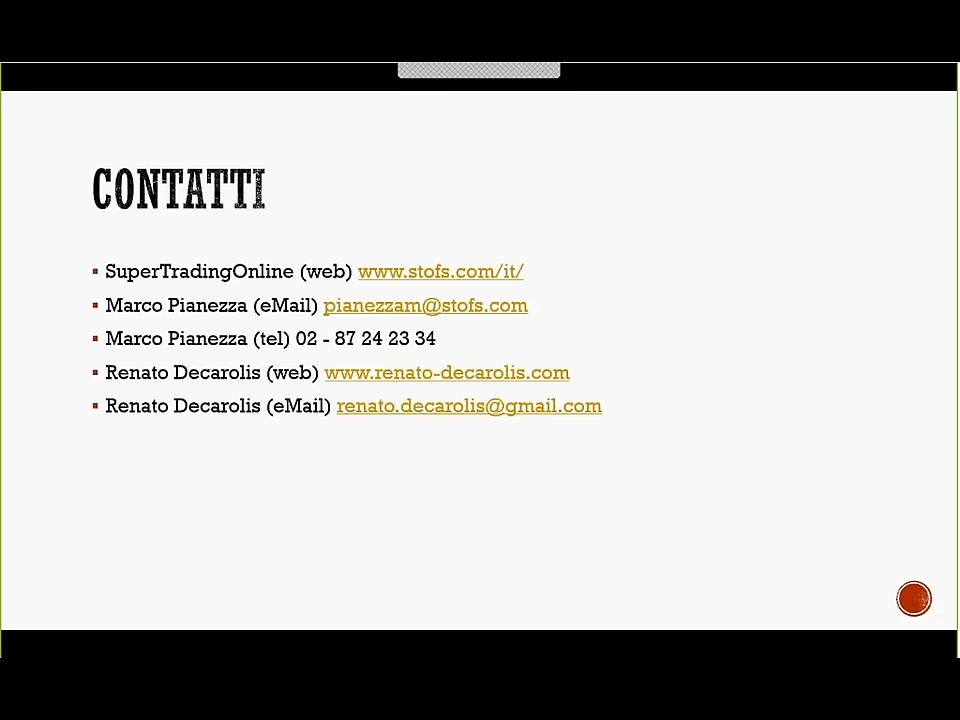 CONTATTI
▪ SuperTradingOnline (web) www.stofs.com/it/
▪ Marco Pianezza (eMail) pianezzam@stofs.com
▪ Marco Pianezza (tel) 02 - 87 24 23 34
▪ Renato Decarolis (web) www.renato-decarolis.com
▪ Renato Decarolis (eMail) renato.decarolis@gmail.com